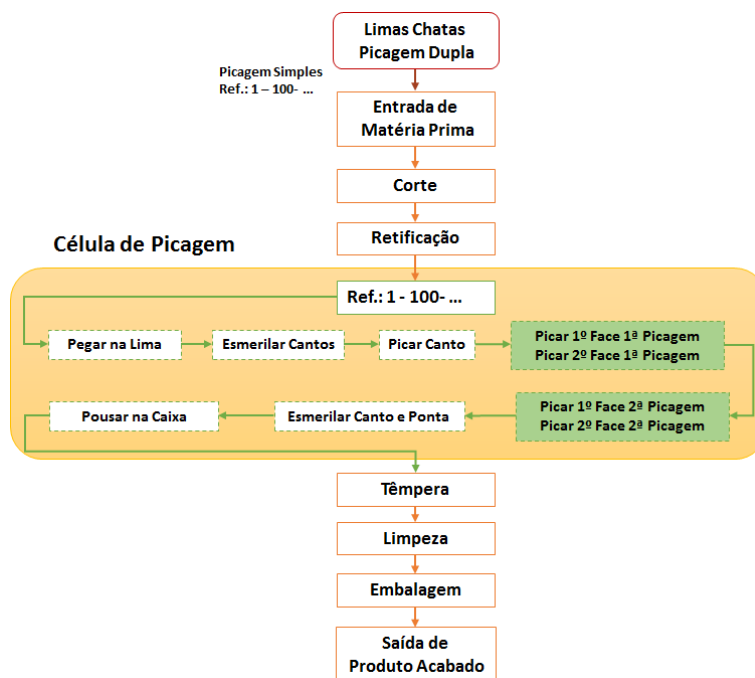 Limas Chatas
Picagem Dupla
Picagem Simples
Ref.: 1 – 100- ...
Entrada de
Matéria Prima
Corte
Retificação
Célula de Picagem
Ref.: 1 - 100- ...
Pegar na Lima
Esmerilar Cantos
Picar Canto
Picar 1º Face 1ª Picagem
Picar 2º Face 1ª Picagem
Pousar na Caixa
Esmerilar Canto e Ponta
Picar 1º Face 2ª Picagem
Picar 2º Face 2ª Picagem
Têmpera
Limpeza
Embalagem
Saída de
Produto Acabado